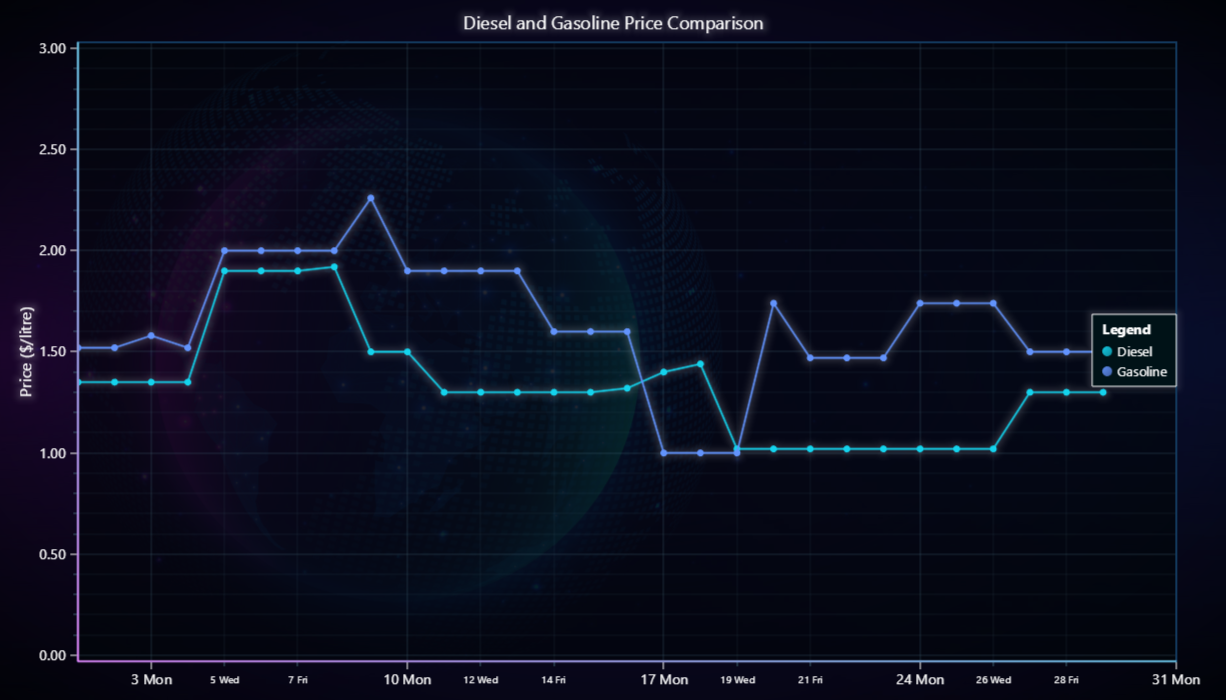 Diesel and Gasoline Price Comparison
3.00
2.50
2.00
1.50
1.00
0.50
0.00
Price ($/litre)
Legend
Diesel
Gasoline
3 Mon 5 Wed 7 Fri 10 Mon 12 Wed 14 Fri 17 Mon 19 Wed 21 Fri 24 Mon 26 Wed 28 Fri 31 Mon